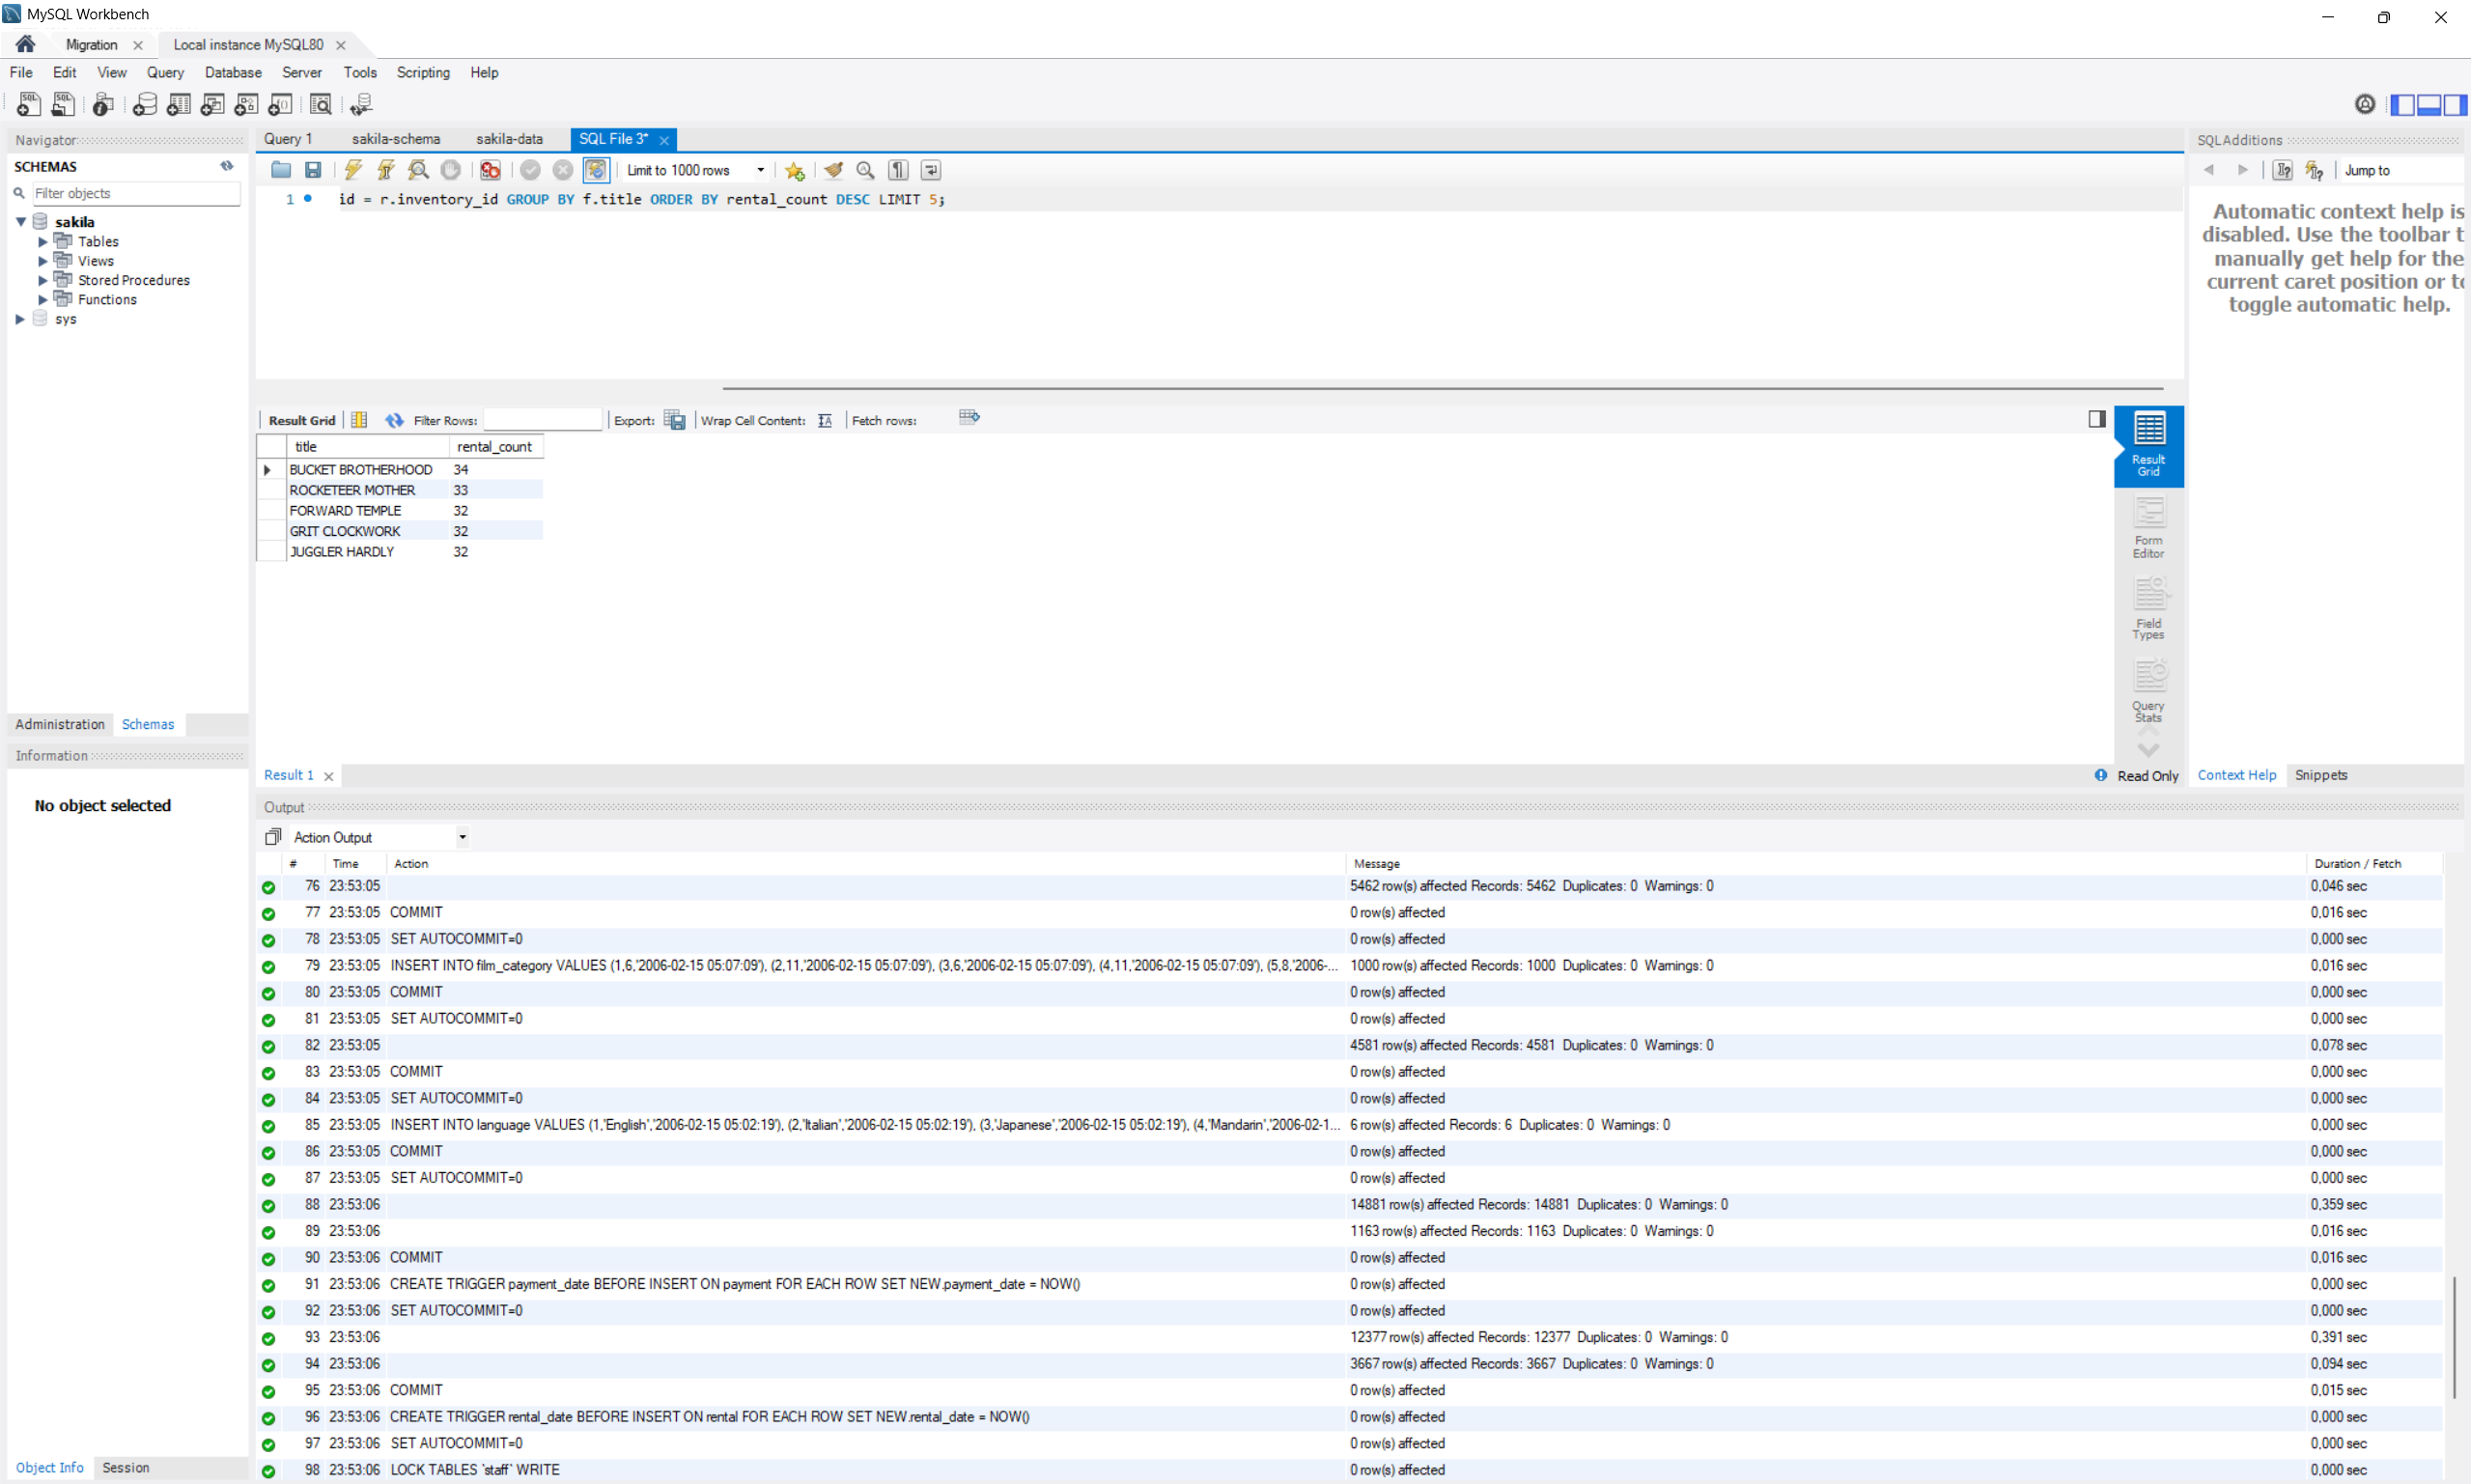 MySQL Workbench
Migration
Local instance MySQL80
File Edit View Query Database Server Tools Scripting Help
Navigator
SCHEMAS
Filter objects
sakila
Tables
Views
Stored Procedures
Functions
sys
Administration Schemas
Information
No object selected
Object Info Session
Query 1 sakila-schema sakila-data SQL File 3*
Limit to 1000 rows
1 id = r.inventory_id GROUP BY f.title ORDER BY rental_count DESC LIMIT 5;
Result Grid Filter Rows: Export: Wrap Cell Content: Fetch rows:
title rental_count
BUCKET BROTHERHOOD 34
ROCKETEER MOTHER 33
FORWARD TEMPLE 32
GRIT CLOCKWORK 32
JUGGLER HARDLY 32
Result
Grid
Form
Editor
Field
Types
Query
Stats
Result 1
Read Only
SQLAdditions
Jump to
Automatic context help is
disabled. Use the toolbar t
manually get help for the
current caret position or to
toggle automatic help.
Context Help Snippets
Output
Action Output
# Time Action Message Duration / Fetch
76 23:53:05 5462 row(s) affected Records: 5462 Duplicates: 0 Warnings: 0 0,046 sec
77 23:53:05 COMMIT 0 row(s) affected 0,016 sec
78 23:53:05 SET AUTOCOMMIT=0 0 row(s) affected 0,000 sec
79 23:53:05 INSERT INTO film_category VALUES (1,6,'2006-02-15 05:07:09'), (2,11,'2006-02-15 05:07:09'), (3,6,'2006-02-15 05:07:09'), (4,11,'2006-02-15 05:07:09'), (5,8,'2006-... 1000 row(s) affected Records: 1000 Duplicates: 0 Warnings: 0 0,016 sec
80 23:53:05 COMMIT 0 row(s) affected 0,000 sec
81 23:53:05 SET AUTOCOMMIT=0 0 row(s) affected 0,000 sec
82 23:53:05 4581 row(s) affected Records: 4581 Duplicates: 0 Warnings: 0 0,078 sec
83 23:53:05 COMMIT 0 row(s) affected 0,000 sec
84 23:53:05 SET AUTOCOMMIT=0 0 row(s) affected 0,000 sec
85 23:53:05 INSERT INTO language VALUES (1,'English','2006-02-15 05:02:19'), (2,'Italian','2006-02-15 05:02:19'), (3,'Japanese','2006-02-15 05:02:19'), (4,'Mandarin','2006-02-1... 6 row(s) affected Records: 6 Duplicates: 0 Warnings: 0 0,000 sec
86 23:53:05 COMMIT 0 row(s) affected 0,000 sec
87 23:53:05 SET AUTOCOMMIT=0 0 row(s) affected 0,000 sec
88 23:53:06 14881 row(s) affected Records: 14881 Duplicates: 0 Warnings: 0 0,359 sec
89 23:53:06 1163 row(s) affected Records: 1163 Duplicates: 0 Warnings: 0 0,016 sec
90 23:53:06 COMMIT 0 row(s) affected 0,016 sec
91 23:53:06 CREATE TRIGGER payment_date BEFORE INSERT ON payment FOR EACH ROW SET NEW.payment_date = NOW() 0 row(s) affected 0,000 sec
92 23:53:06 SET AUTOCOMMIT=0 0 row(s) affected 0,000 sec
93 23:53:06 12377 row(s) affected Records: 12377 Duplicates: 0 Warnings: 0 0,391 sec
94 23:53:06 3667 row(s) affected Records: 3667 Duplicates: 0 Warnings: 0 0,094 sec
95 23:53:06 COMMIT 0 row(s) affected 0,015 sec
96 23:53:06 CREATE TRIGGER rental_date BEFORE INSERT ON rental FOR EACH ROW SET NEW.rental_date = NOW() 0 row(s) affected 0,000 sec
97 23:53:06 SET AUTOCOMMIT=0 0 row(s) affected 0,000 sec
98 23:53:06 LOCK TABLES `staff` WRITE 0 row(s) affected 0,000 sec